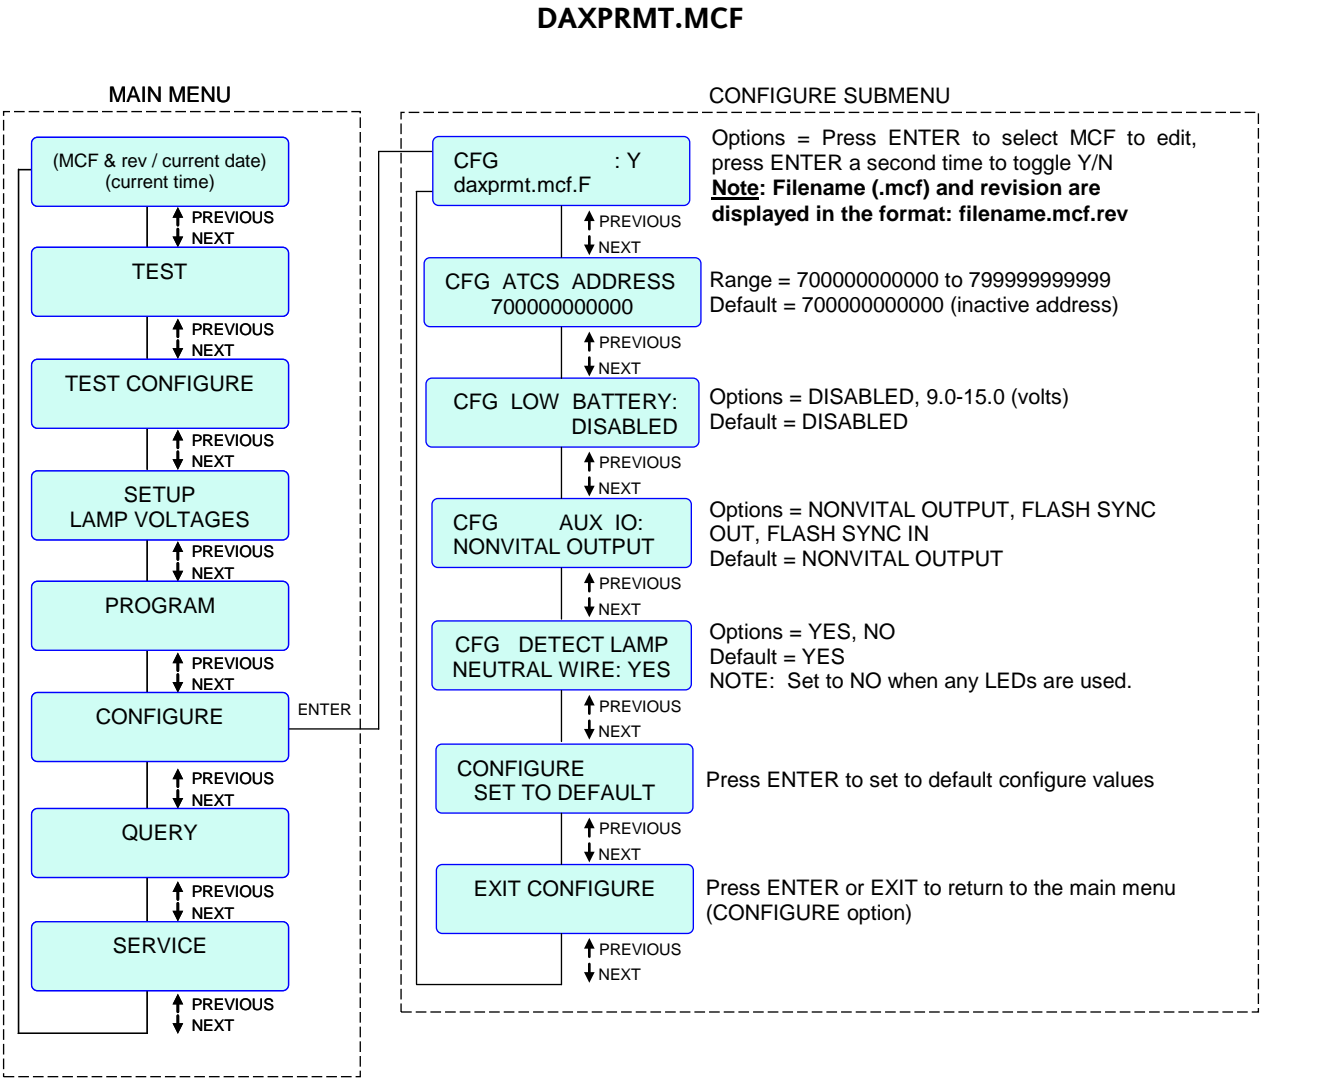 DAXPRMT.MCF
MAIN MENU
(MCF & rev / current date)
(current time)
PREVIOUS
NEXT
TEST
PREVIOUS
NEXT
TEST CONFIGURE
PREVIOUS
NEXT
SETUP
LAMP VOLTAGES
PREVIOUS
NEXT
PROGRAM
PREVIOUS
NEXT
CONFIGURE
ENTER
PREVIOUS
NEXT
QUERY
PREVIOUS
NEXT
SERVICE
PREVIOUS
NEXT
CONFIGURE SUBMENU
CFG : Y
daxprmt.mcf.F
Options = Press ENTER to select MCF to edit,
press ENTER a second time to toggle Y/N
Note: Filename (.mcf) and revision are
displayed in the format: filename.mcf.rev
PREVIOUS
NEXT
CFG ATCS ADDRESS
700000000000
Range = 700000000000 to 799999999999
Default = 700000000000 (inactive address)
PREVIOUS
NEXT
CFG LOW BATTERY:
DISABLED
Options = DISABLED, 9.0-15.0 (volts)
Default = DISABLED
PREVIOUS
NEXT
CFG AUX IO:
NONVITAL OUTPUT
Options = NONVITAL OUTPUT, FLASH SYNC
OUT, FLASH SYNC IN
Default = NONVITAL OUTPUT
PREVIOUS
NEXT
CFG DETECT LAMP
NEUTRAL WIRE: YES
Options = YES, NO
Default = YES
NOTE: Set to NO when any LEDs are used.
PREVIOUS
NEXT
CONFIGURE
SET TO DEFAULT
Press ENTER to set to default configure values
PREVIOUS
NEXT
EXIT CONFIGURE
Press ENTER or EXIT to return to the main menu
(CONFIGURE option)
PREVIOUS
NEXT